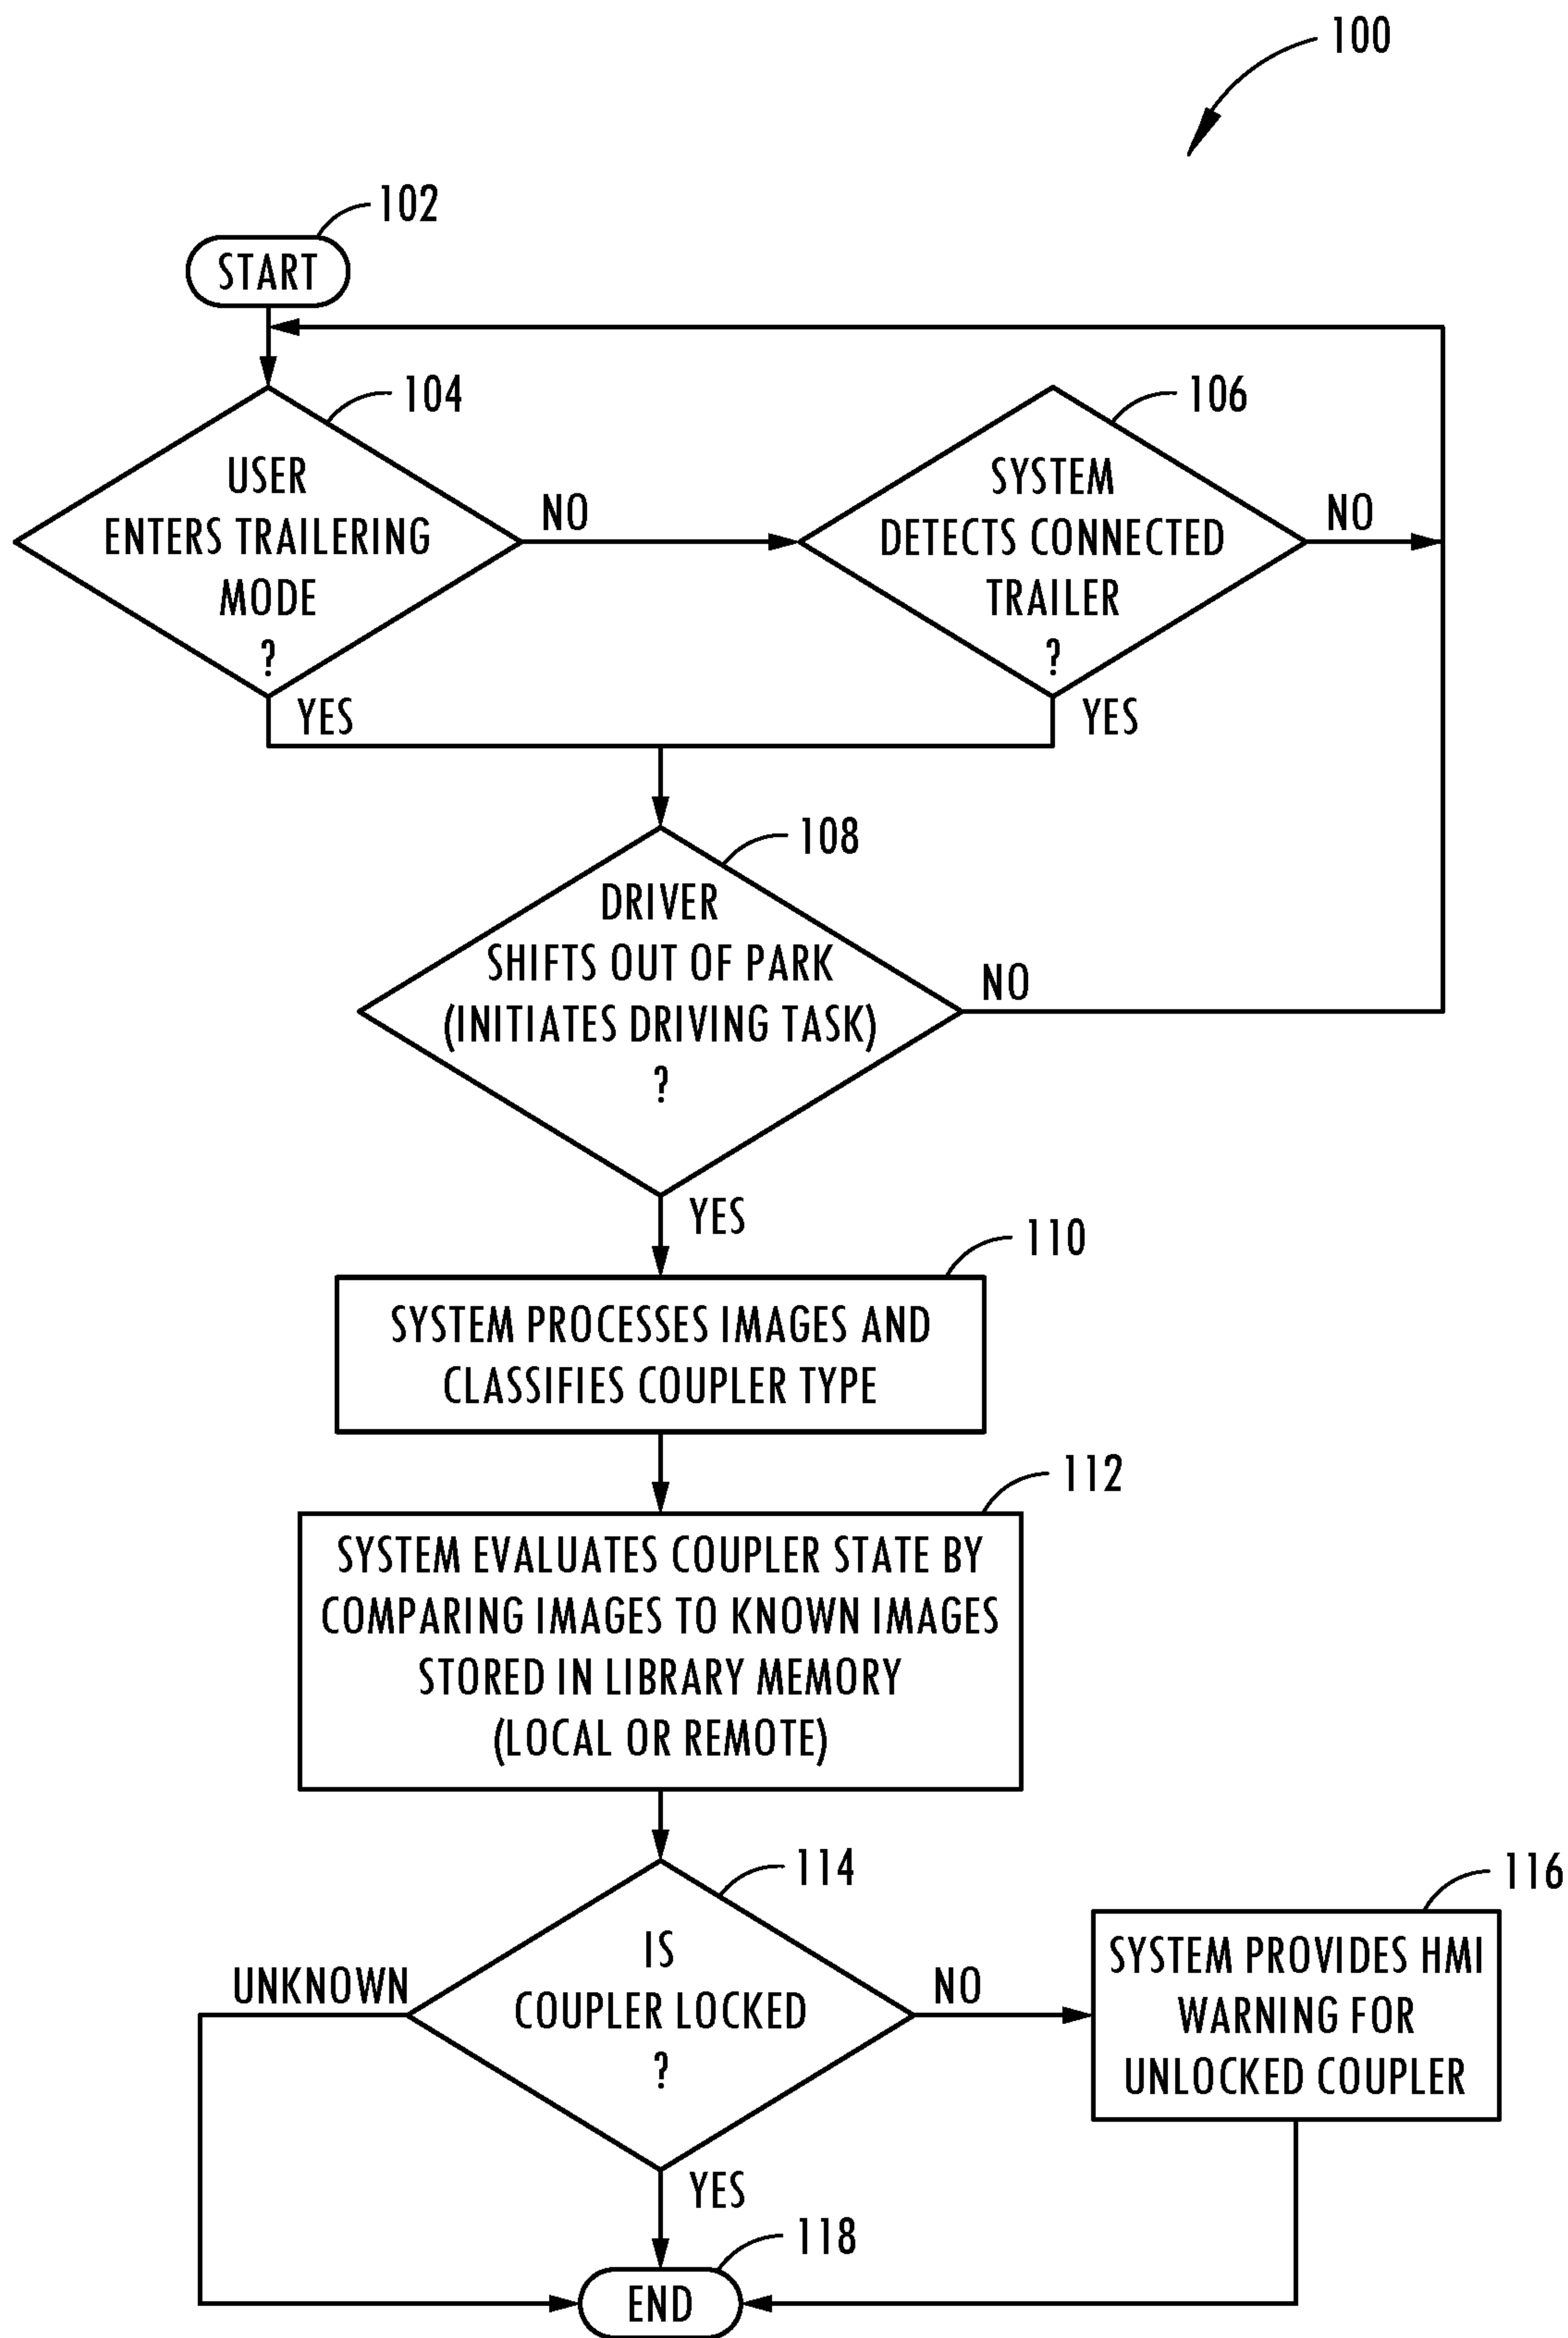 100
102
START
104
USER
ENTERS TRAILERING
MODE
?
NO
YES
106
SYSTEM
DETECTS CONNECTED
TRAILER
?
NO
YES
108
DRIVER
SHIFTS OUT OF PARK
(INITIATES DRIVING TASK)
?
NO
YES
110
SYSTEM PROCESSES IMAGES AND
CLASSIFIES COUPLER TYPE
112
SYSTEM EVALUATES COUPLER STATE BY
COMPARING IMAGES TO KNOWN IMAGES
STORED IN LIBRARY MEMORY
(LOCAL OR REMOTE)
114
IS
COUPLER LOCKED
?
UNKNOWN
NO
YES
116
SYSTEM PROVIDES HMI
WARNING FOR
UNLOCKED COUPLER
118
END